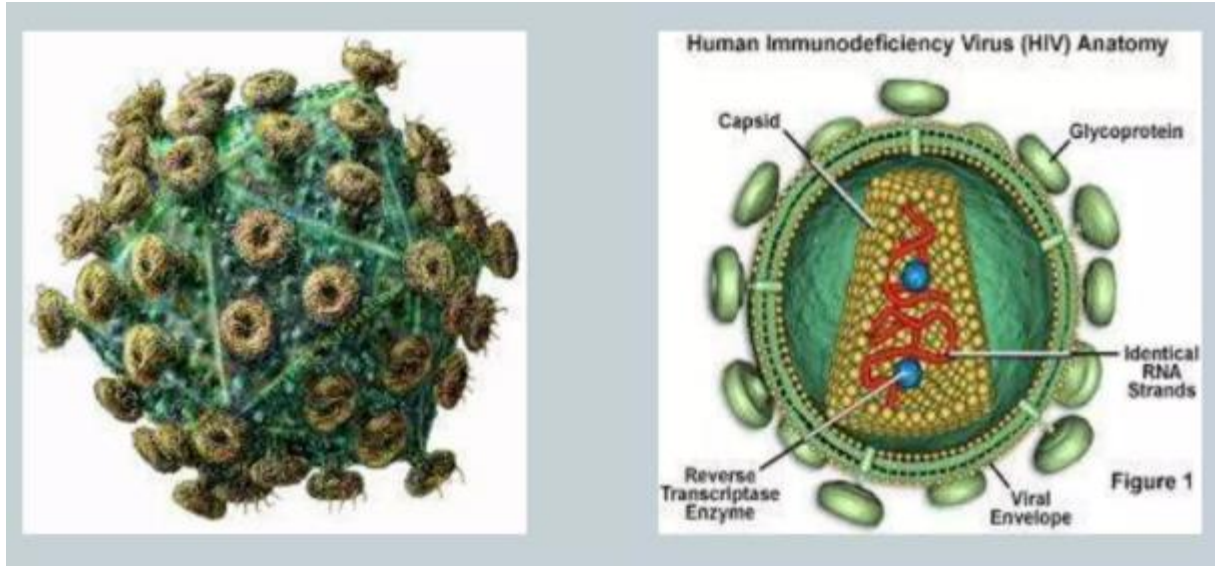 Human Immunodeficiency Virus (HIV) Anatomy
Capsid
Glycoprotein
Identical
RNA
Strands
Reverse
Transcriptase
Enzyme
Viral
Envelope
Figure 1